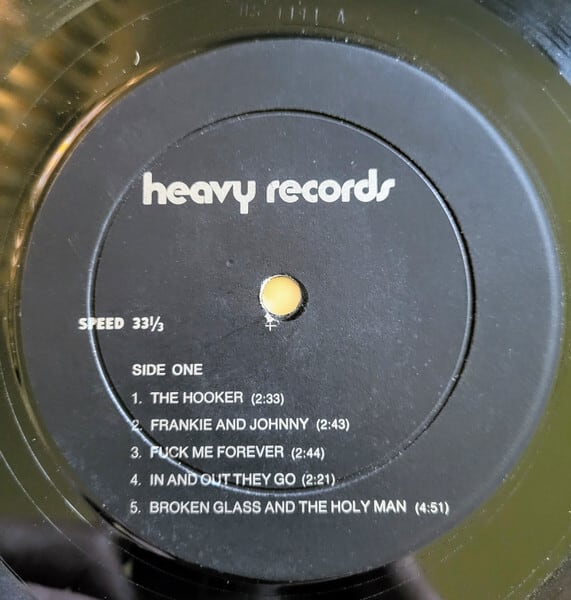 heavy records
SPEED 33⅓
SIDE ONE
1. THE HOOKER (2:33)
2. FRANKIE AND JOHNNY (2:43)
3. FUCK ME FOREVER (2:44)
4. IN AND OUT THEY GO (2:21)
5. BROKEN GLASS AND THE HOLY MAN (4:51)